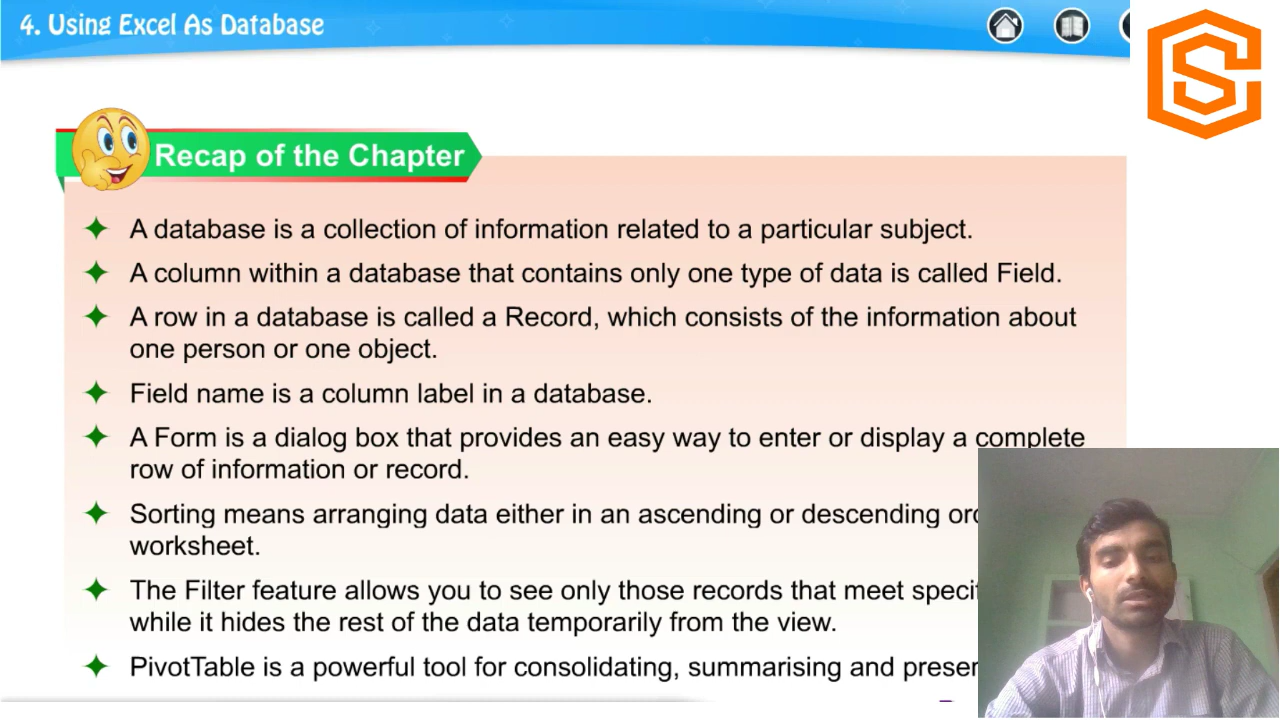 4. Using Excel As Database
Recap of the Chapter
A database is a collection of information related to a particular subject.
A column within a database that contains only one type of data is called Field.
A row in a database is called a Record, which consists of the information about
one person or one object.
Field name is a column label in a database.
A Form is a dialog box that provides an easy way to enter or display a complete
row of information or record.
Sorting means arranging data either in an ascending or descending
worksheet.
The Filter feature allows you to see only those records that meet
while it hides the rest of the data temporarily from the view.
PivotTable is a powerful tool for consolidating, summarising and